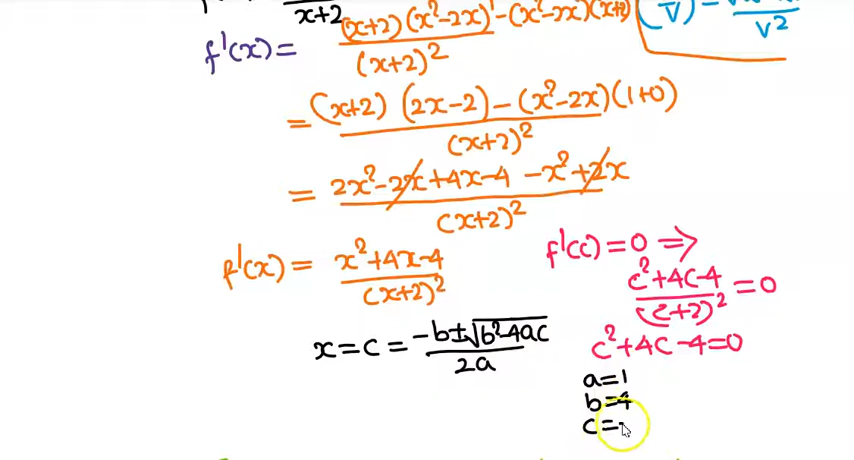 x+2
f'(x) = (x+2)(x²-2x)' - (x²-2x)(x+2)
(x+2)²
v²
= (x+2) (2x-2) - (x²-2x)(1+0)
(x+2)²
= 2x²-2x+4x-4 -x²+2x
(x+2)²
f'(x) = x²+4x-4
(x+2)²
f'(c) = 0 ⇒
c²+4c-4 = 0
(c+2)²
x = c = -b±√b²-4ac
2a
c²+4c-4=0
a=1
b=4
c=-